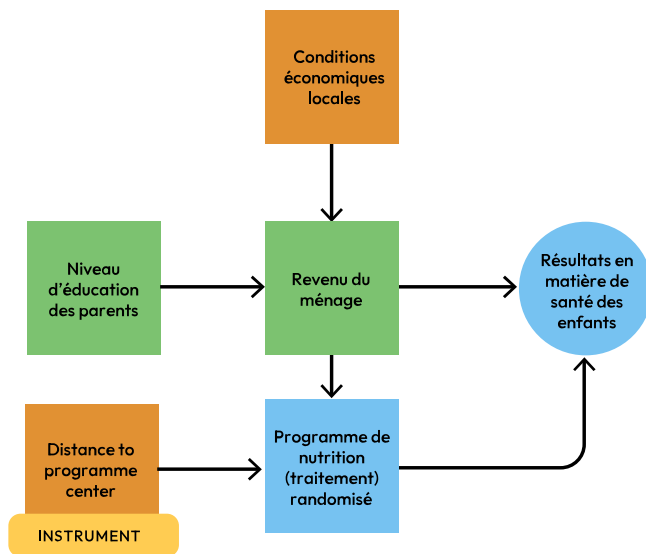 Conditions
économiques
locales
Niveau
d'éducation
des parents
Revenu du
ménage
Résultats en
matière de
santé des
enfants
Distance to
programme
center
INSTRUMENT
Programme de
nutrition
(traitement)
randomisé